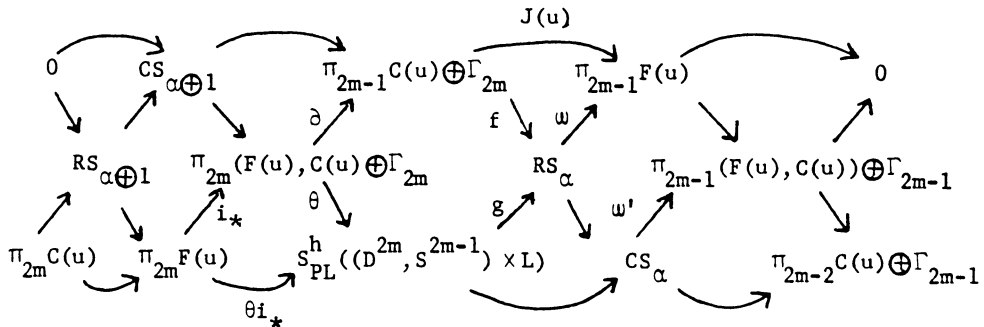 J(u)
0 CS_{α⊕1} π_{2m-1}C(u)⊕Γ_{2m} π_{2m-1}F(u) 0
∂ f ω
RS_{α⊕1} π_{2m}(F(u),C(u)⊕Γ_{2m} RS_α π_{2m-1}(F(u),C(u))⊕Γ_{2m-1}
i_* θ g ω'
π_{2m}C(u) π_{2m}F(u) S^h_{PL}((D^{2m},S^{2m-1})×L) CS_α π_{2m-2}C(u)⊕Γ_{2m-1}
θi_*